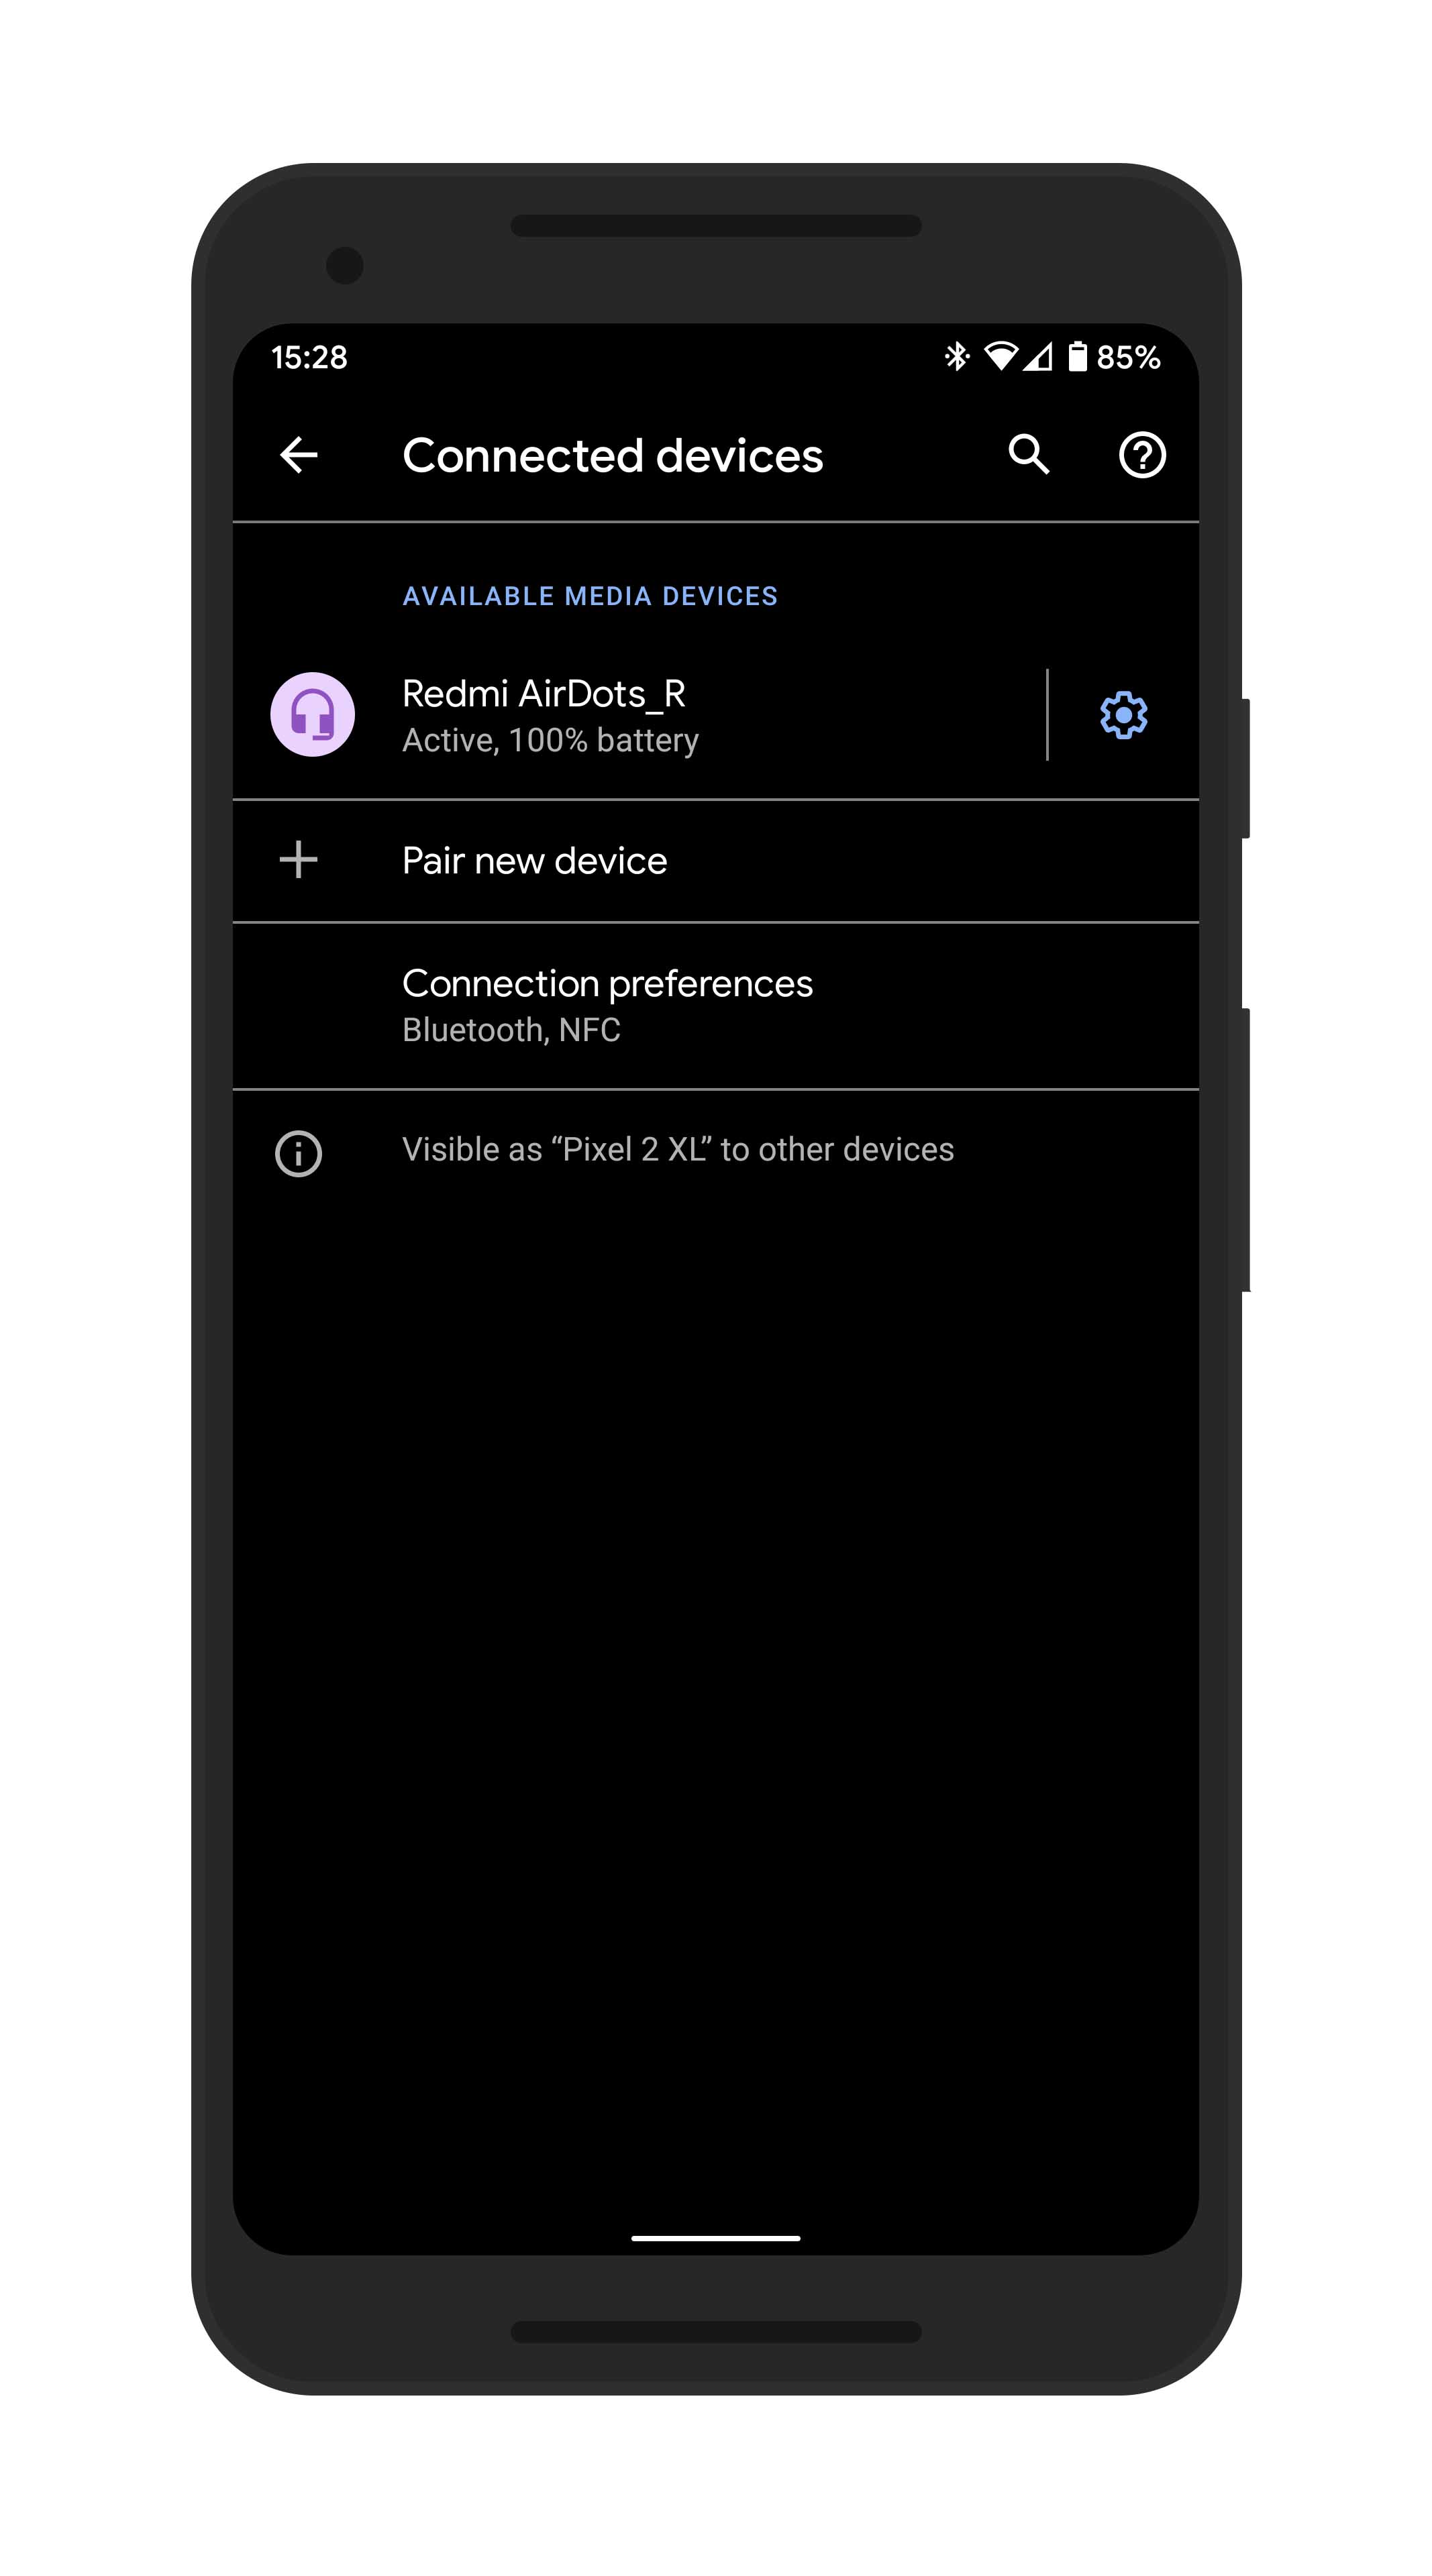 15:28 85%
Connected devices
AVAILABLE MEDIA DEVICES
Redmi AirDots_R
Active, 100% battery
Pair new device
Connection preferences
Bluetooth, NFC
Visible as “Pixel 2 XL” to other devices